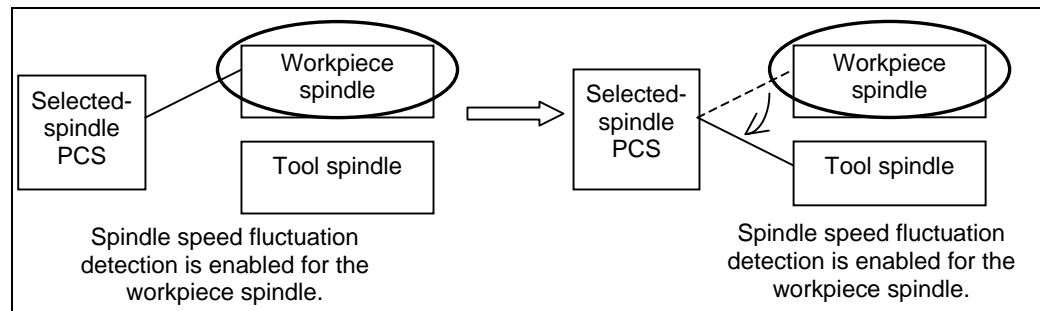 Selected-
spindle
PCS
Workpiece
spindle
Tool spindle
Spindle speed fluctuation
detection is enabled for the
workpiece spindle.
Selected-
spindle
PCS
Workpiece
spindle
Tool spindle
Spindle speed fluctuation
detection is enabled for the
workpiece spindle.